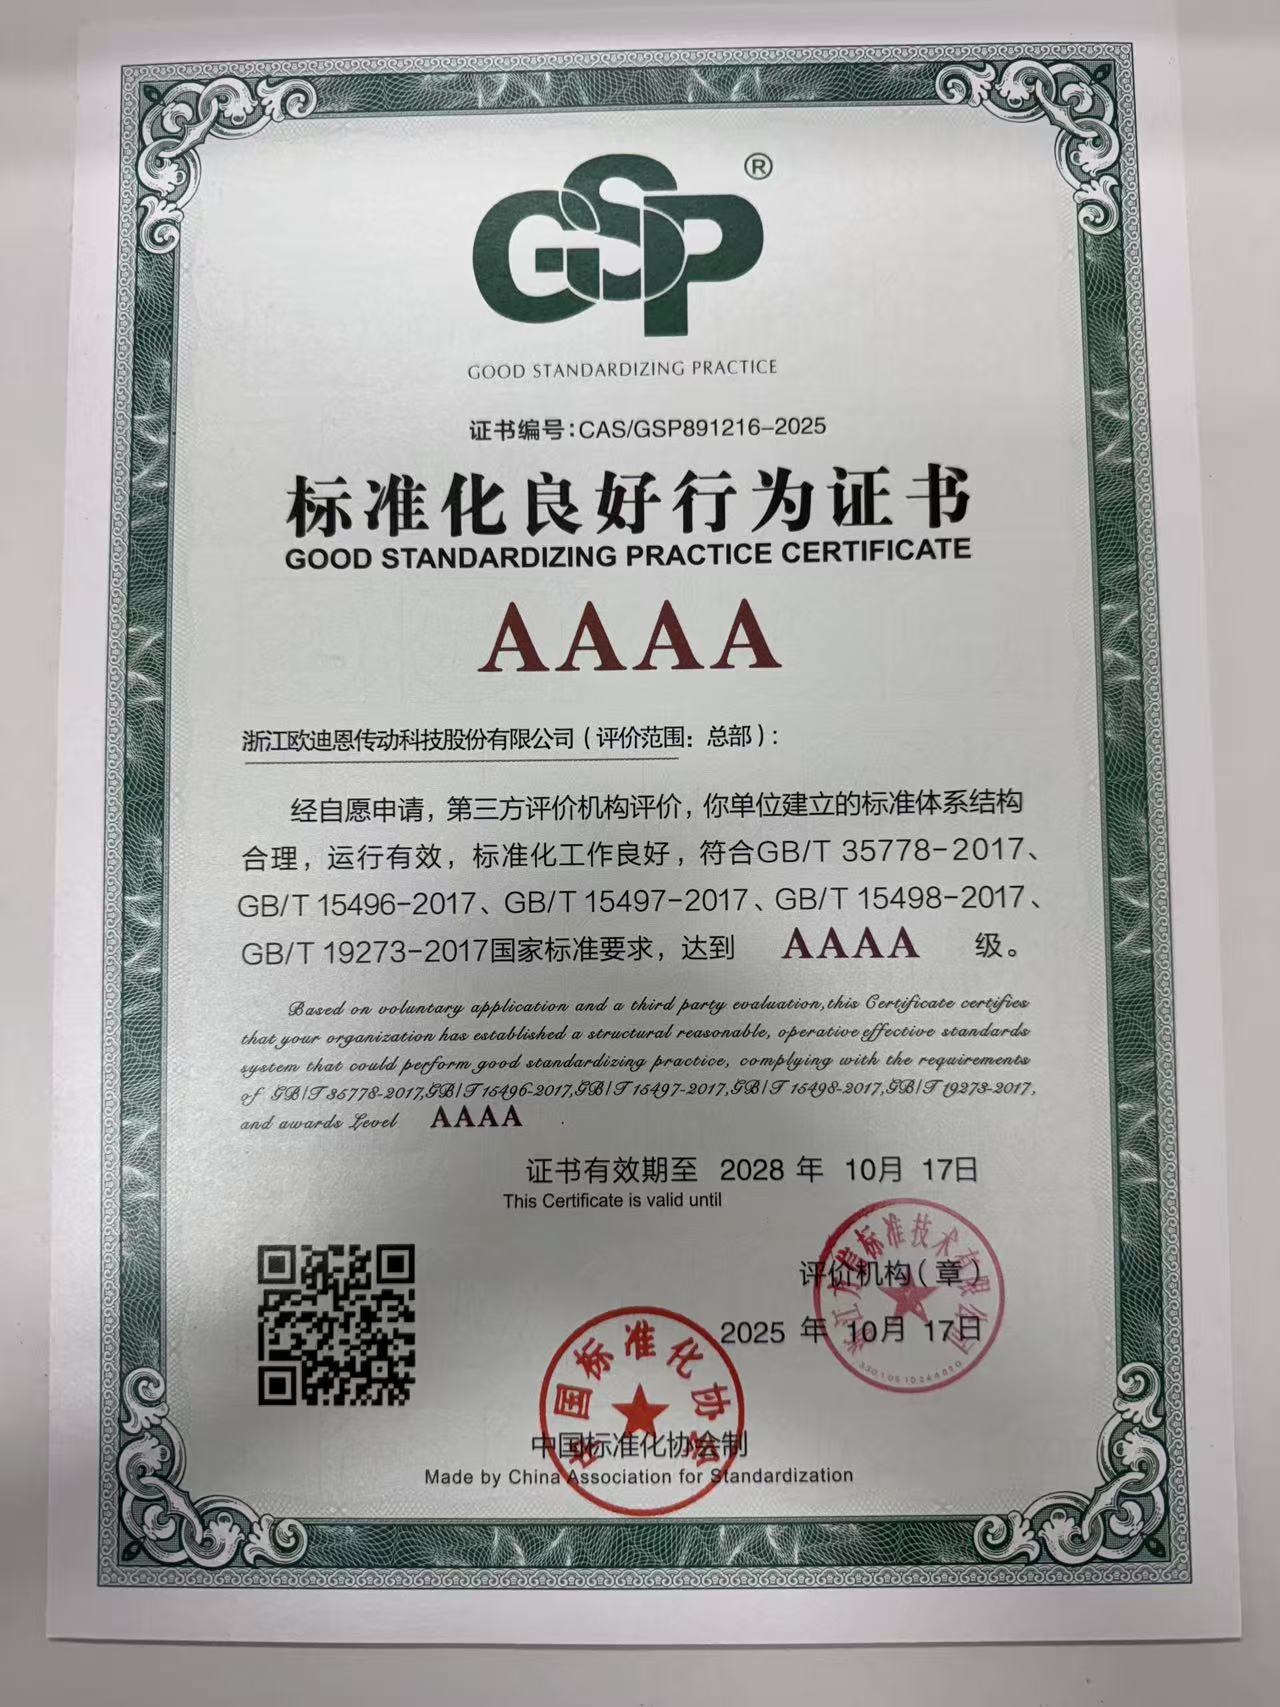 GSP®
GOOD STANDARDIZING PRACTICE
证书编号：CAS/GSP891216-2025
标准化良好行为证书
GOOD STANDARDIZING PRACTICE CERTIFICATE
AAAA
浙江欧迪恩传动科技股份有限公司（评价范围：总部）：
经自愿申请，第三方评价机构评价，你单位建立的标准体系结构
合理，运行有效，标准化工作良好，符合GB/T 35778-2017、
GB/T 15496-2017、GB/T 15497-2017、GB/T 15498-2017、
GB/T 19273-2017国家标准要求，达到 AAAA 级。
Based on voluntary application and a third party evaluation,this Certificate certifies
that your organization has established a structural reasonable, operative effective standards
system that could perform good standardizing practice, complying with the requirements
of GB/T 35778-2017,GB/T 15496-2017,GB/T 15497-2017,GB/T 15498-2017,GB/T 19273-2017,
and awards Level AAAA .
证书有效期至 2028 年 10月 17日
This Certificate is valid until
评价机构（章）
2025 年 10月 17日
中国标准化协会
中国标准化协会制
Made by China Association for Standardization